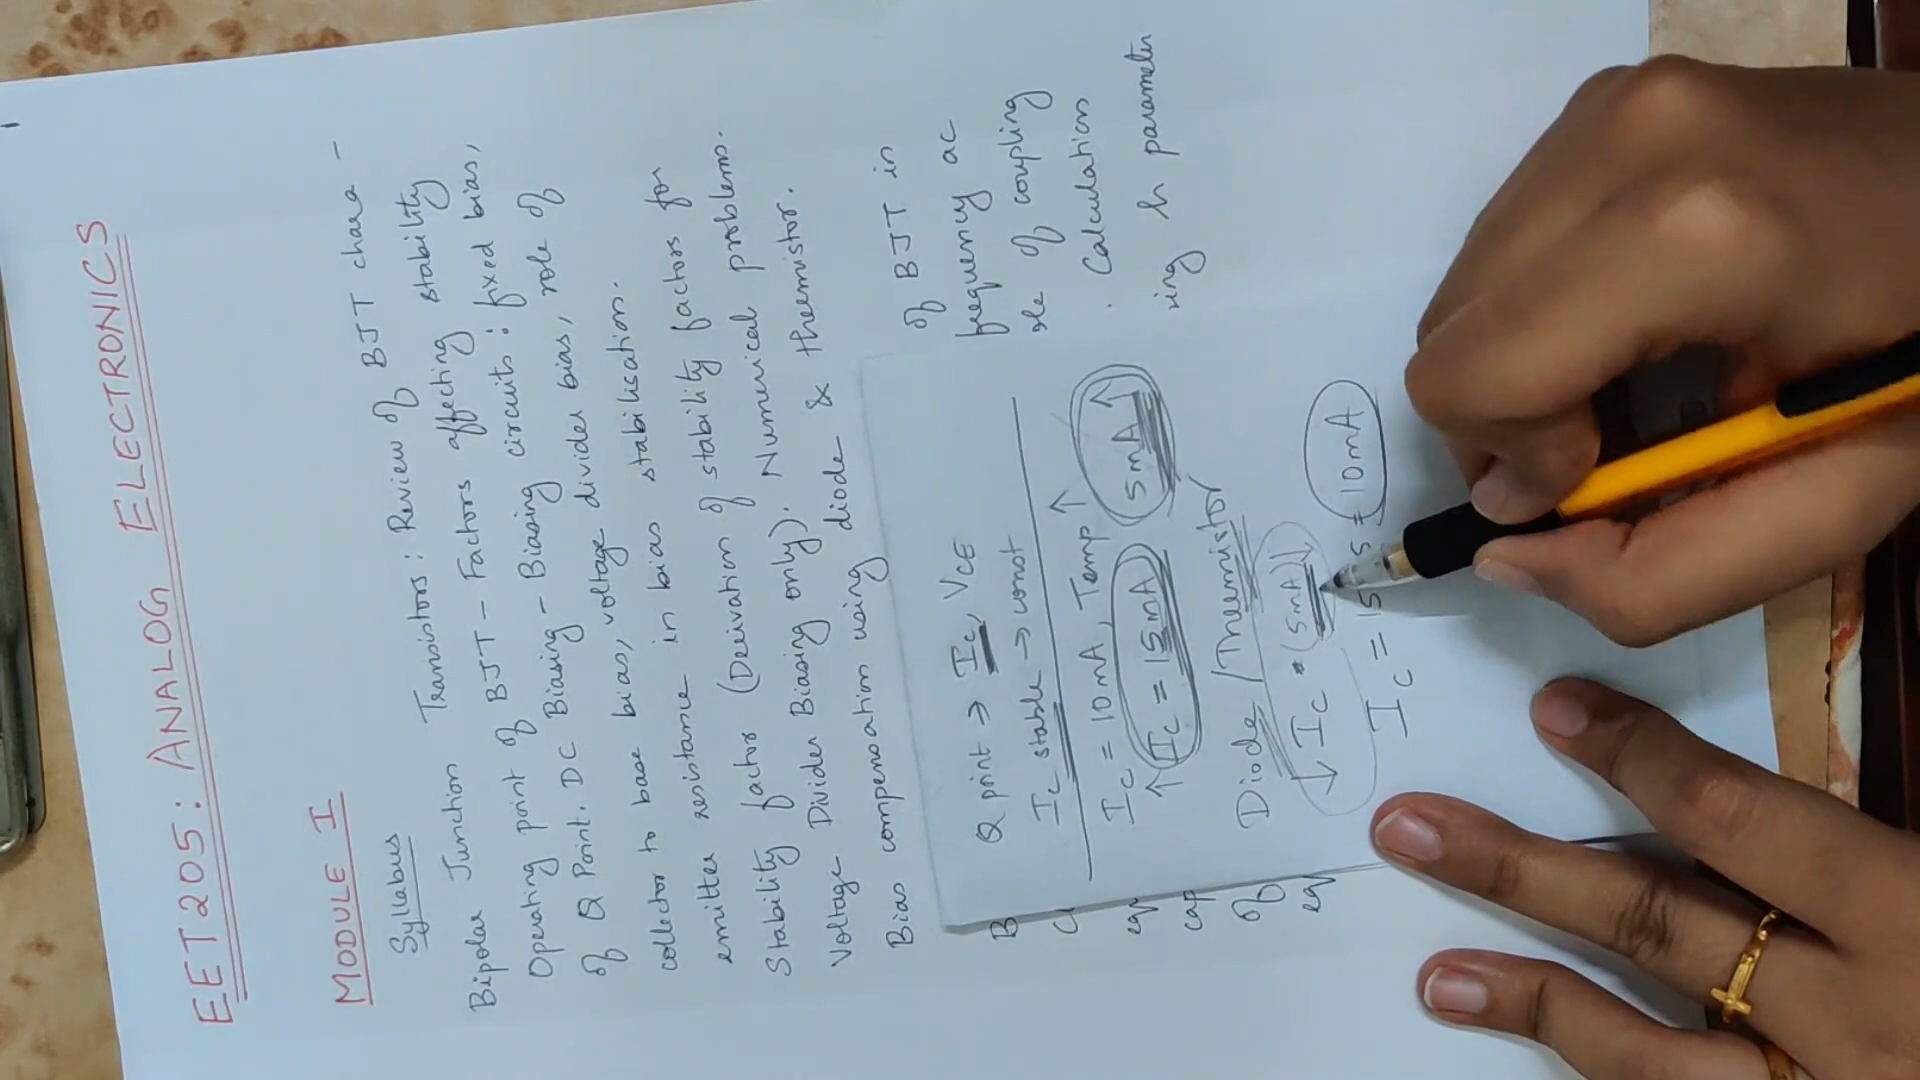 EET205: ANALOG ELECTRONICS
MODULE I
Syllabus
Bipolar Junction Transistors: Review of BJT chara-
Operating point of BJT - Factors affecting stability
of Q Point. DC Biasing - Biasing circuits: fixed bias,
collector to base bias, voltage divider bias, role of
emitter resistance in bias stabilisation.
Stability factor (Derivation of stability factors for
Voltage Divider Biasing only). Numerical problems.
Bias compensation using diode & thermistor.
of BJT in
frequency ac
of coupling
. Calculation
ing h parameter
Q point → Ic, VCE
Ic stable → const
Ic = 10mA, Temp ↑
↑ Ic = 15mA 5mA ↑
Diode / Thermistor
↓ Ic (5mA) ↓
Ic = 15 5 = 10mA
B
cap
of